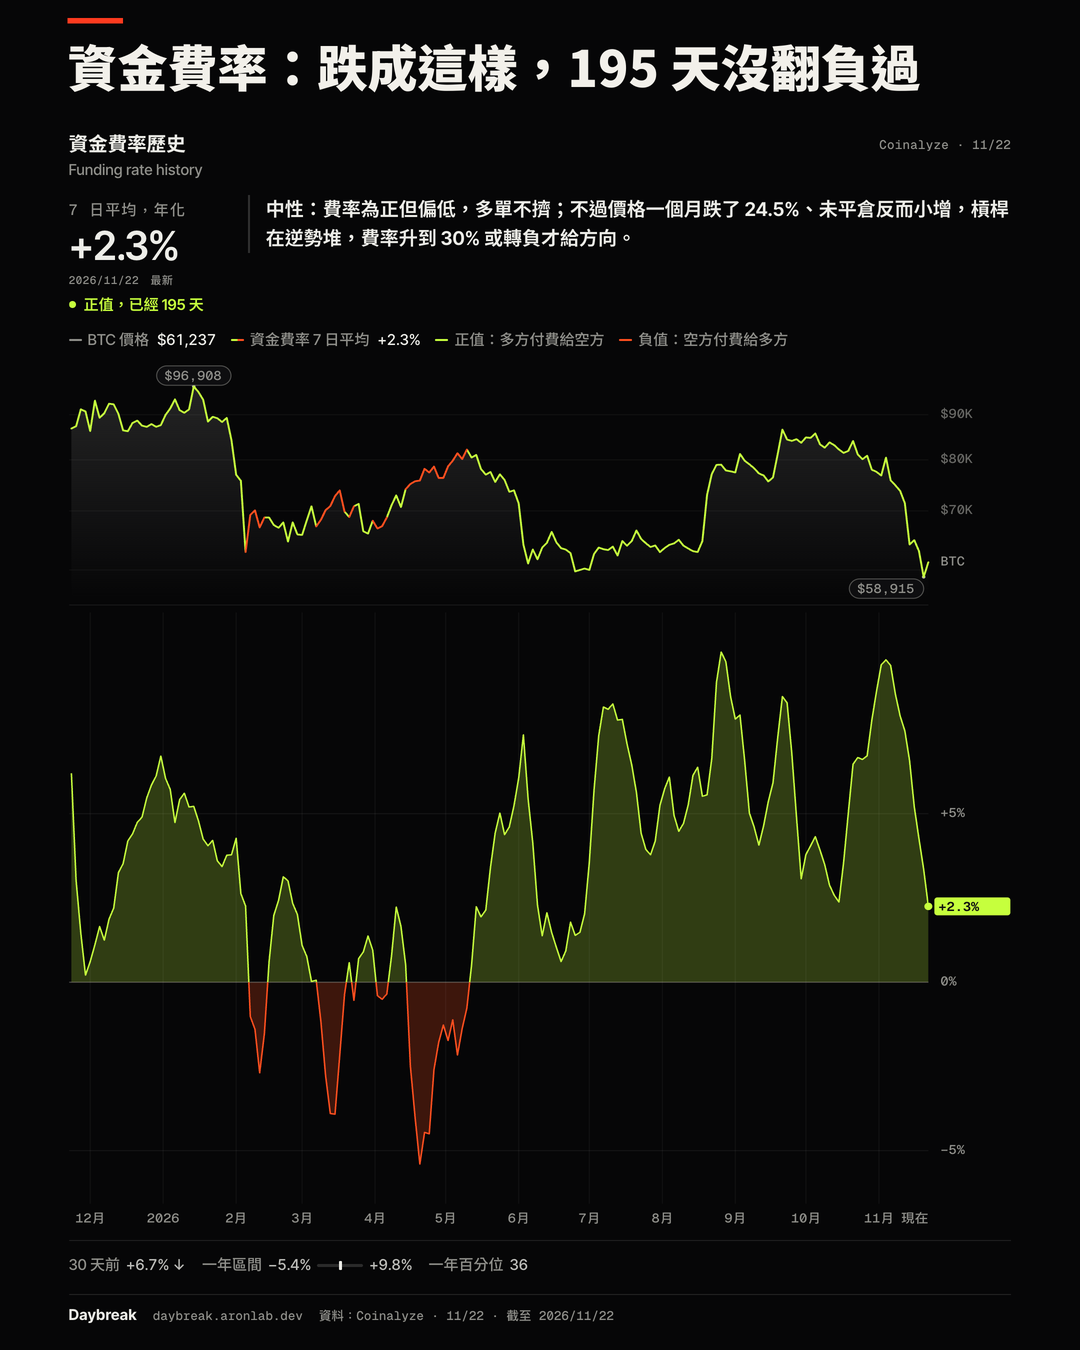 資金費率：跌成這樣，195 天沒翻負過
資金費率歷史
Coinalyze · 11/22
Funding rate history
7 日平均，年化
+2.3%
2026/11/22 最新
正值，已經 195 天
中性：費率為正但偏低，多單不擠；不過價格一個月跌了 24.5%、未平倉反而小增，槓桿
在逆勢堆，費率升到 30% 或轉負才給方向。
BTC 價格 $61,237 資金費率 7 日平均 +2.3% 正值：多方付費給空方 負值：空方付費給多方
$96,908
$90K
$80K
$70K
BTC
$58,915
+5%
+2.3%
0%
−5%
12月 2026 2月 3月 4月 5月 6月 7月 8月 9月 10月 11月 現在
30 天前 +6.7% ↓ 一年區間 −5.4% +9.8% 一年百分位 36
Daybreak daybreak.aronlab.dev 資料：Coinalyze · 11/22 · 截至 2026/11/22